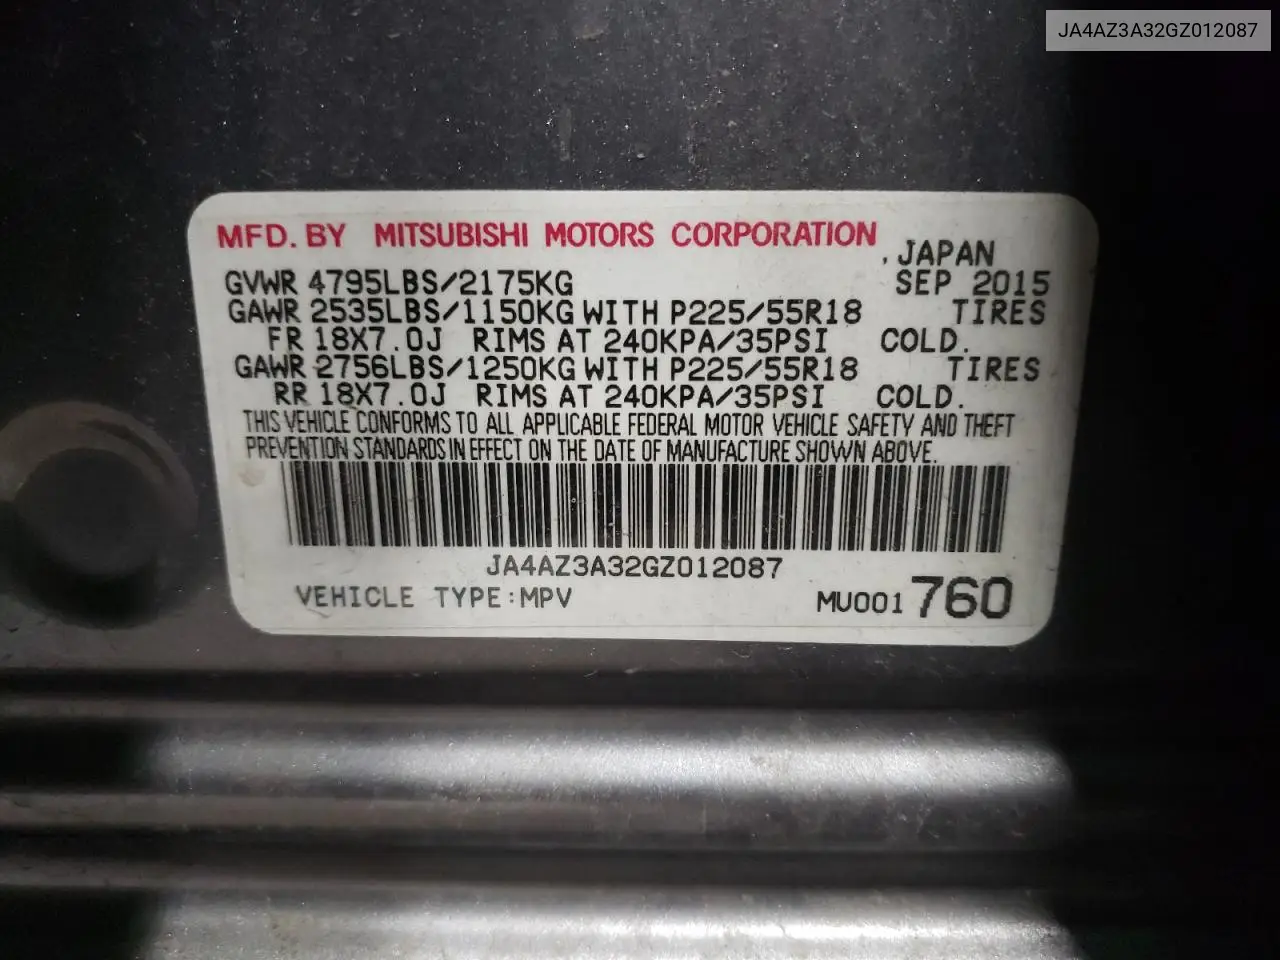 JA4AZ3A32GZ012087
MFD. BY MITSUBISHI MOTORS CORPORATION
, JAPAN
GVWR 4795LBS/2175KG SEP 2015
GAWR 2535LBS/1150KG WITH P225/55R18 TIRES
FR 18X7.0J RIMS AT 240KPA/35PSI COLD.
GAWR 2756LBS/1250KG WITH P225/55R18 TIRES
RR 18X7.0J RIMS AT 240KPA/35PSI COLD.
THIS VEHICLE CONFORMS TO ALL APPLICABLE FEDERAL MOTOR VEHICLE SAFETY AND THEFT
PREVENTION STANDARDS IN EFFECT ON THE DATE OF MANUFACTURE SHOWN ABOVE.
JA4AZ3A32GZ012087
VEHICLE TYPE:MPV MU001760